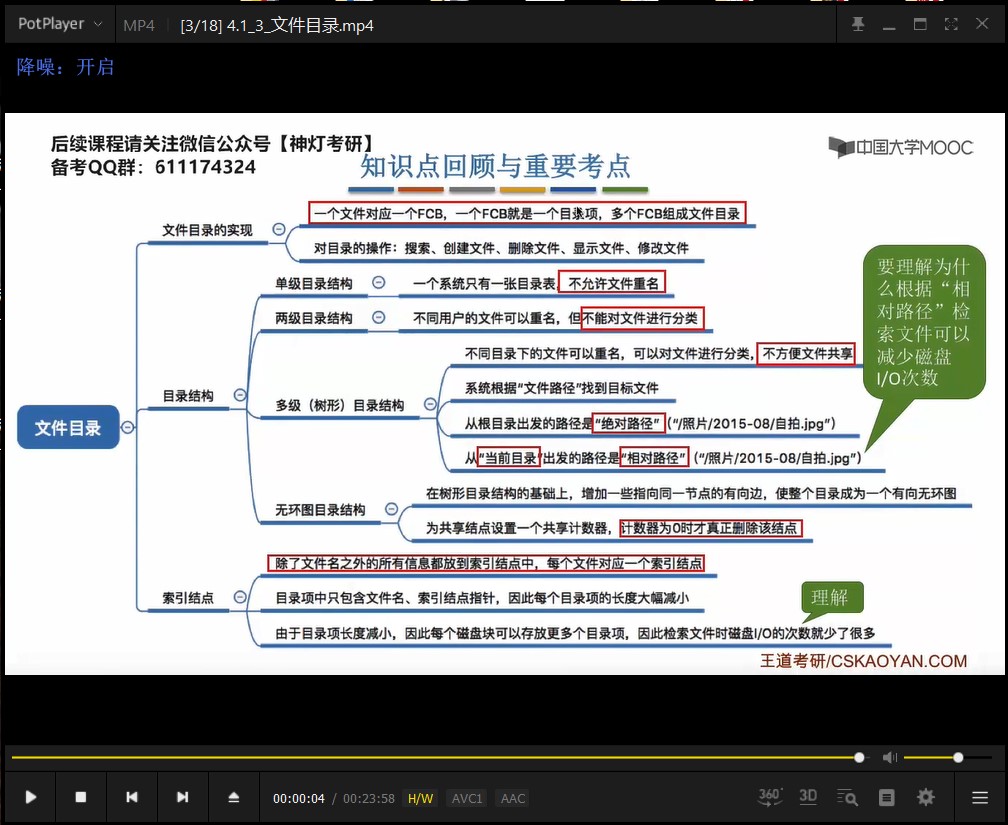 PotPlayer
MP4
[3/18] 4.1_3_文件目录.mp4
降噪：开启
后续课程请关注微信公众号【神灯考研】
备考QQ群：611174324
知识点回顾与重要考点
中国大学MOOC
文件目录
文件目录的实现
一个文件对应一个FCB，一个FCB就是一个目录项，多个FCB组成文件目录
对目录的操作：搜索、创建文件、删除文件、显示文件、修改文件
目录结构
单级目录结构
一个系统只有一张目录表，不允许文件重名
两级目录结构
不同用户的文件可以重名，但不能对文件进行分类
多级（树形）目录结构
不同目录下的文件可以重名，可以对文件进行分类，不方便文件共享
系统根据“文件路径”找到目标文件
从根目录出发的路径是“绝对路径”（“/照片/2015-08/自拍.jpg”）
从“当前目录”出发的路径是“相对路径”（“/照片/2015-08/自拍.jpg”）
要理解为什
么根据“相
对路径”检
索文件可以
减少磁盘
I/O次数
无环图目录结构
在树形目录结构的基础上，增加一些指向同一节点的有向边，使整个目录成为一个有向无环图
为共享结点设置一个共享计数器，计数器为0时才真正删除该结点
索引结点
除了文件名之外的所有信息都放到索引结点中，每个文件对应一个索引结点
目录项中只包含文件名、索引结点指针，因此每个目录项的长度大幅减小
由于目录项长度减小，因此每个磁盘块可以存放更多个目录项，因此检索文件时磁盘I/O的次数就少了很多
理解
王道考研/CSKAOYAN.COM
00:00:04 / 00:23:58 H/W AVC1 AAC
360° 3D